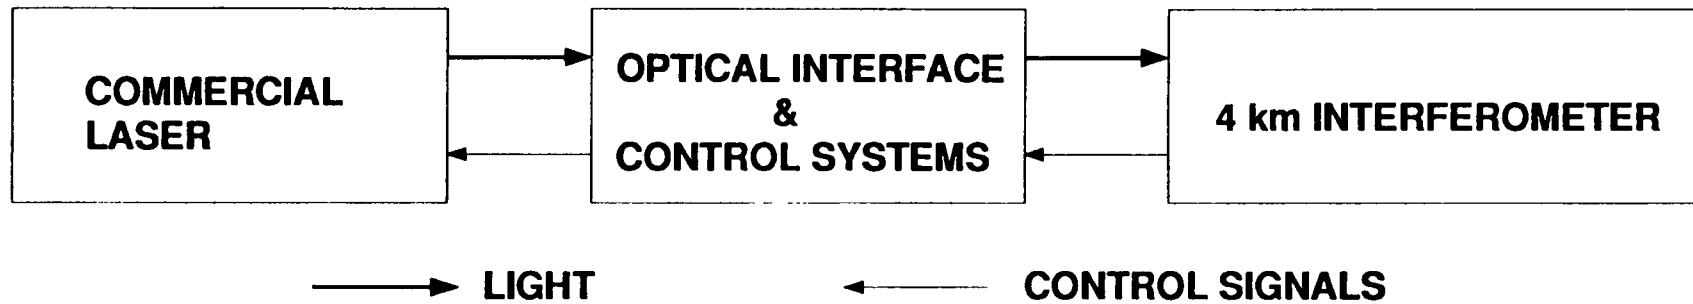 COMMERCIAL
LASER
OPTICAL INTERFACE
&
CONTROL SYSTEMS
4 km INTERFEROMETER
LIGHT
CONTROL SIGNALS